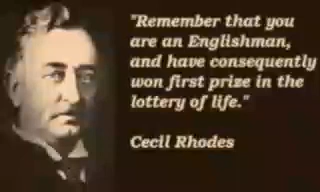 "Remember that you
are an Englishman,
and have consequently
won first prize in the
lottery of life."
Cecil Rhodes